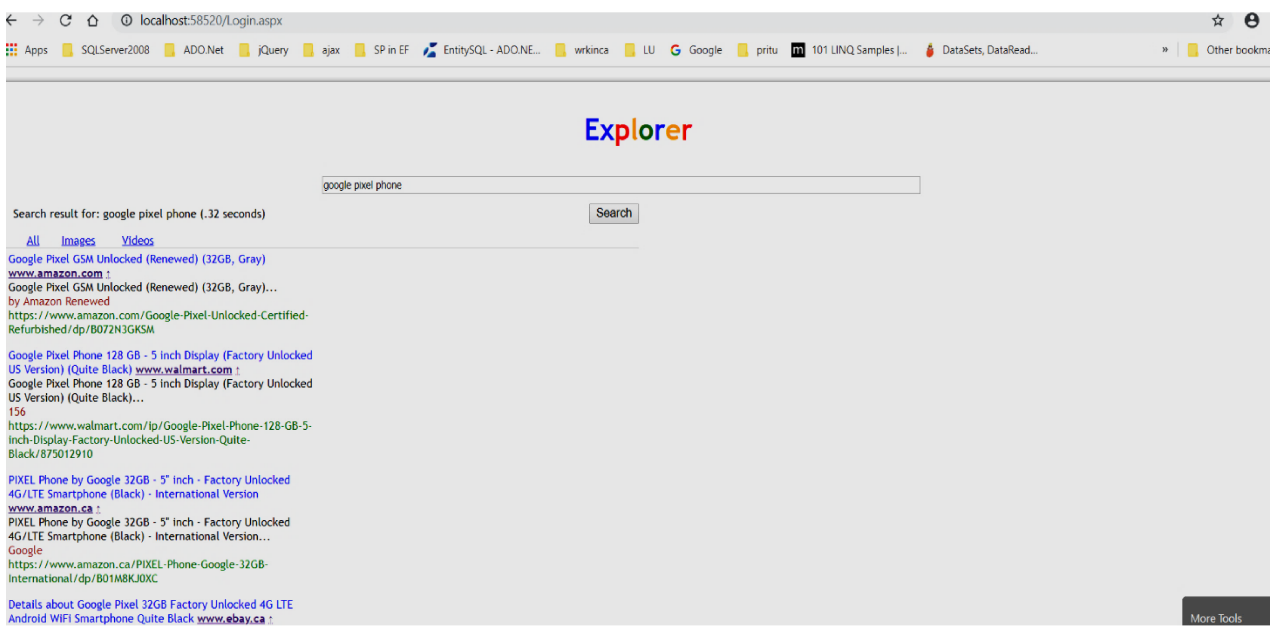 localhost:58520/Login.aspx
Apps SQLServer2008 ADO.Net jQuery ajax SP in EF EntitySQL - ADO.NE... wrkinca LU Google pritu 101 LINQ Samples |... DataSets, DataRead... » Other bookma
Explorer
google pixel phone
Search result for: google pixel phone (.32 seconds) Search
All Images Videos
Google Pixel GSM Unlocked (Renewed) (32GB, Gray)
www.amazon.com ↑
Google Pixel GSM Unlocked (Renewed) (32GB, Gray)...
by Amazon Renewed
https://www.amazon.com/Google-Pixel-Unlocked-Certified-
Refurbished/dp/B072N3GKSM
Google Pixel Phone 128 GB - 5 inch Display (Factory Unlocked
US Version) (Quite Black) www.walmart.com ↑
Google Pixel Phone 128 GB - 5 inch Display (Factory Unlocked
US Version) (Quite Black)...
156
https://www.walmart.com/ip/Google-Pixel-Phone-128-GB-5-
inch-Display-Factory-Unlocked-US-Version-Quite-
Black/875012910
PIXEL Phone by Google 32GB - 5" inch - Factory Unlocked
4G/LTE Smartphone (Black) - International Version
www.amazon.ca ↑
PIXEL Phone by Google 32GB - 5" inch - Factory Unlocked
4G/LTE Smartphone (Black) - International Version...
Google
https://www.amazon.ca/PIXEL-Phone-Google-32GB-
International/dp/B01M8KJ0XC
Details about Google Pixel 32GB Factory Unlocked 4G LTE
Android WIFI Smartphone Quite Black www.ebay.ca ↑
More Tools